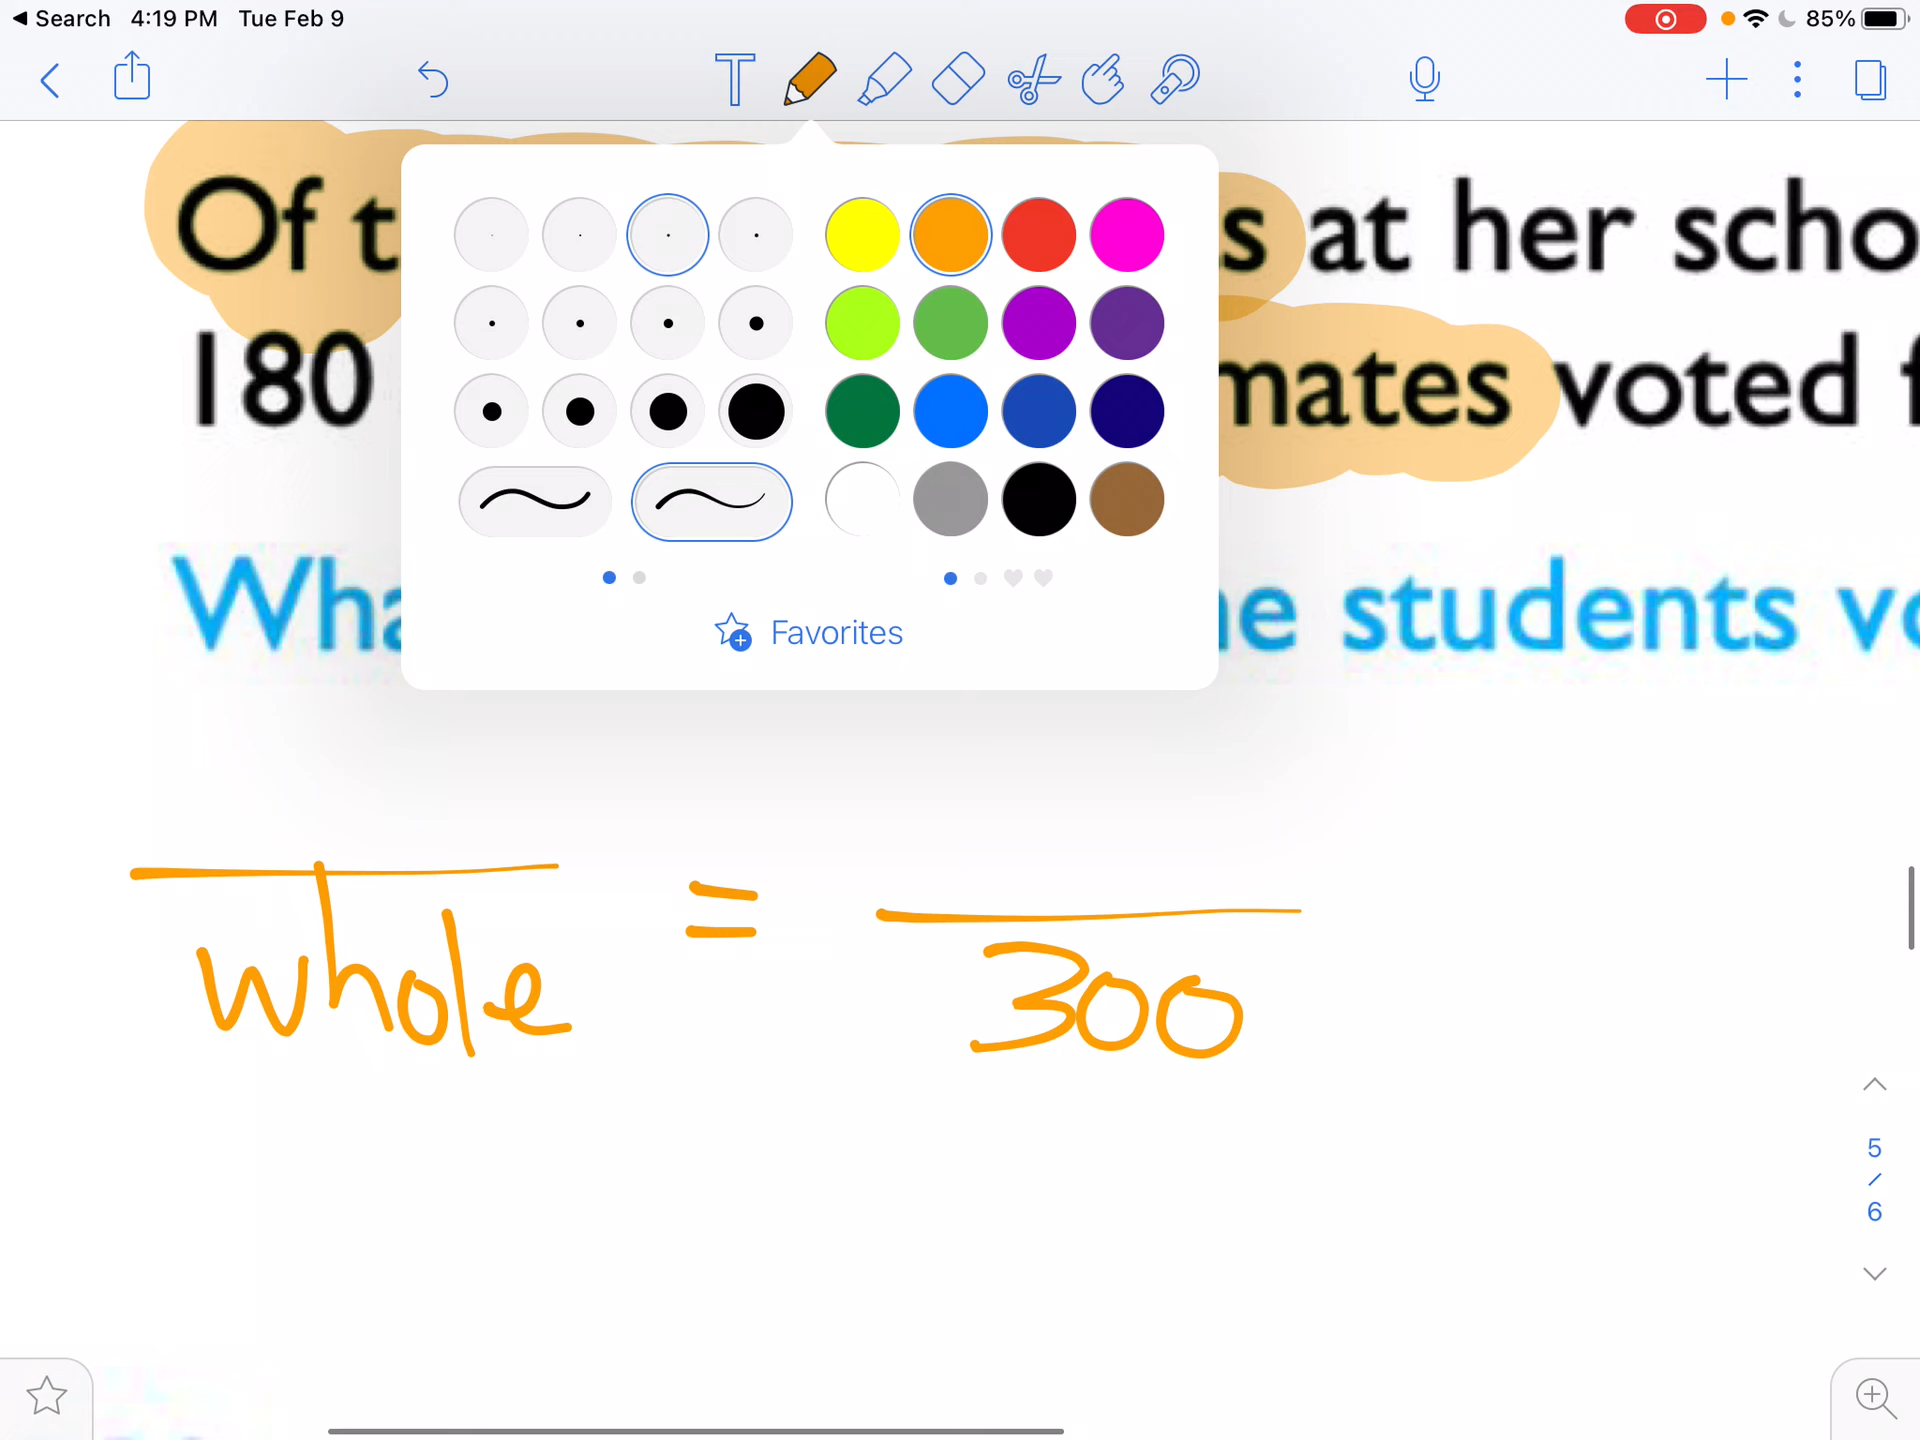 Search 4:19 PM Tue Feb 9 85%
T
Of t s at her scho
180 mates voted f
Wha e students vo
Favorites
whole = 300
5
/
6